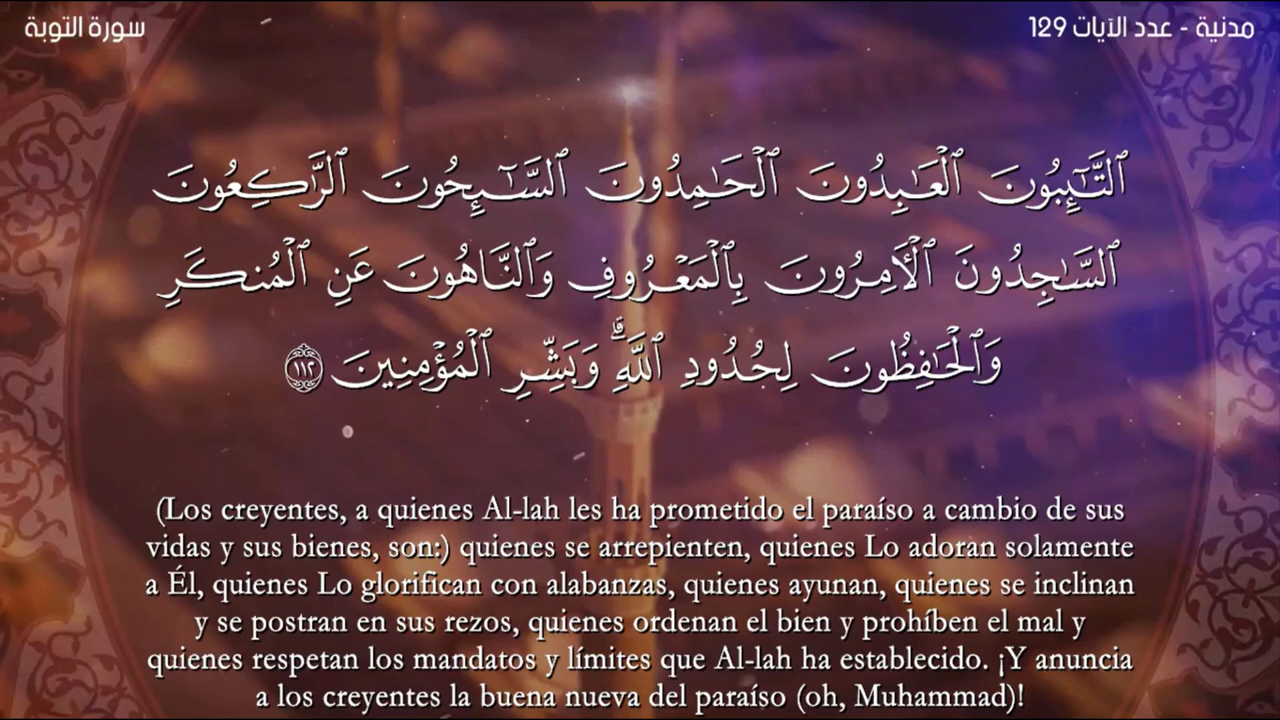 مدنية - عدد الآيات 129
سورة التوبة
ٱلتَّـٰٓئِبُونَ ٱلْعَـٰبِدُونَ ٱلْحَـٰمِدُونَ ٱلسَّـٰٓئِحُونَ ٱلرَّٰكِعُونَ
ٱلسَّـٰجِدُونَ ٱلْـَٔامِرُونَ بِٱلْمَعْرُوفِ وَٱلنَّاهُونَ عَنِ ٱلْمُنكَرِ
وَٱلْحَـٰفِظُونَ لِحُدُودِ ٱللَّهِ ۗ وَبَشِّرِ ٱلْمُؤْمِنِينَ ١١٢
(Los creyentes, a quienes Al-lah les ha prometido el paraíso a cambio de sus
vidas y sus bienes, son:) quienes se arrepienten, quienes Lo adoran solamente
a Él, quienes Lo glorifican con alabanzas, quienes ayunan, quienes se inclinan
y se postran en sus rezos, quienes ordenan el bien y prohíben el mal y
quienes respetan los mandatos y límites que Al-lah ha establecido. ¡Y anuncia
a los creyentes la buena nueva del paraíso (oh, Muhammad)!